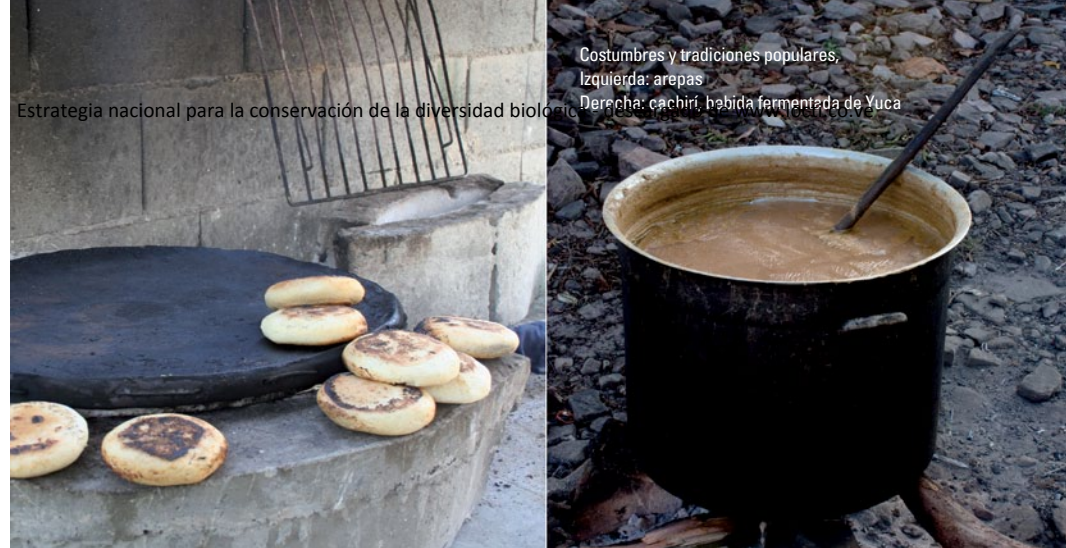 Costumbres y tradiciones populares,
Izquierda: arepas
Derecha: cachirí, bebida fermentada de Yuca
Estrategia nacional para la conservación de la diversidad